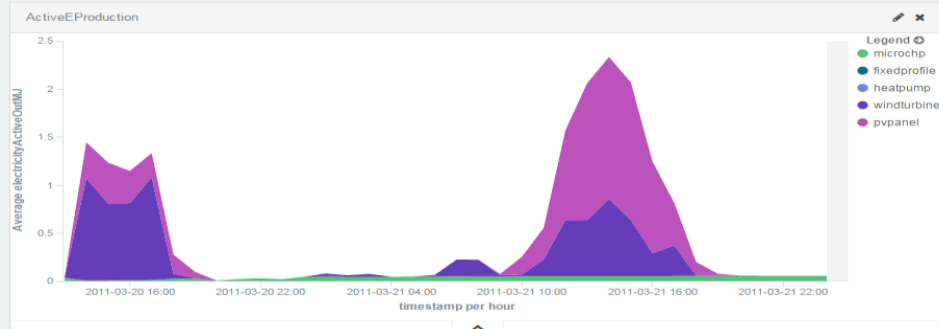 ActiveEProduction
Legend
microchp
fixedprofile
heatpump
windturbine
pvpanel
Average electricityActiveOutMJ
2.5
2
1.5
1
0.5
0
2011-03-20 16:00 2011-03-20 22:00 2011-03-21 04:00 2011-03-21 10:00 2011-03-21 16:00 2011-03-21 22:00
timestamp per hour